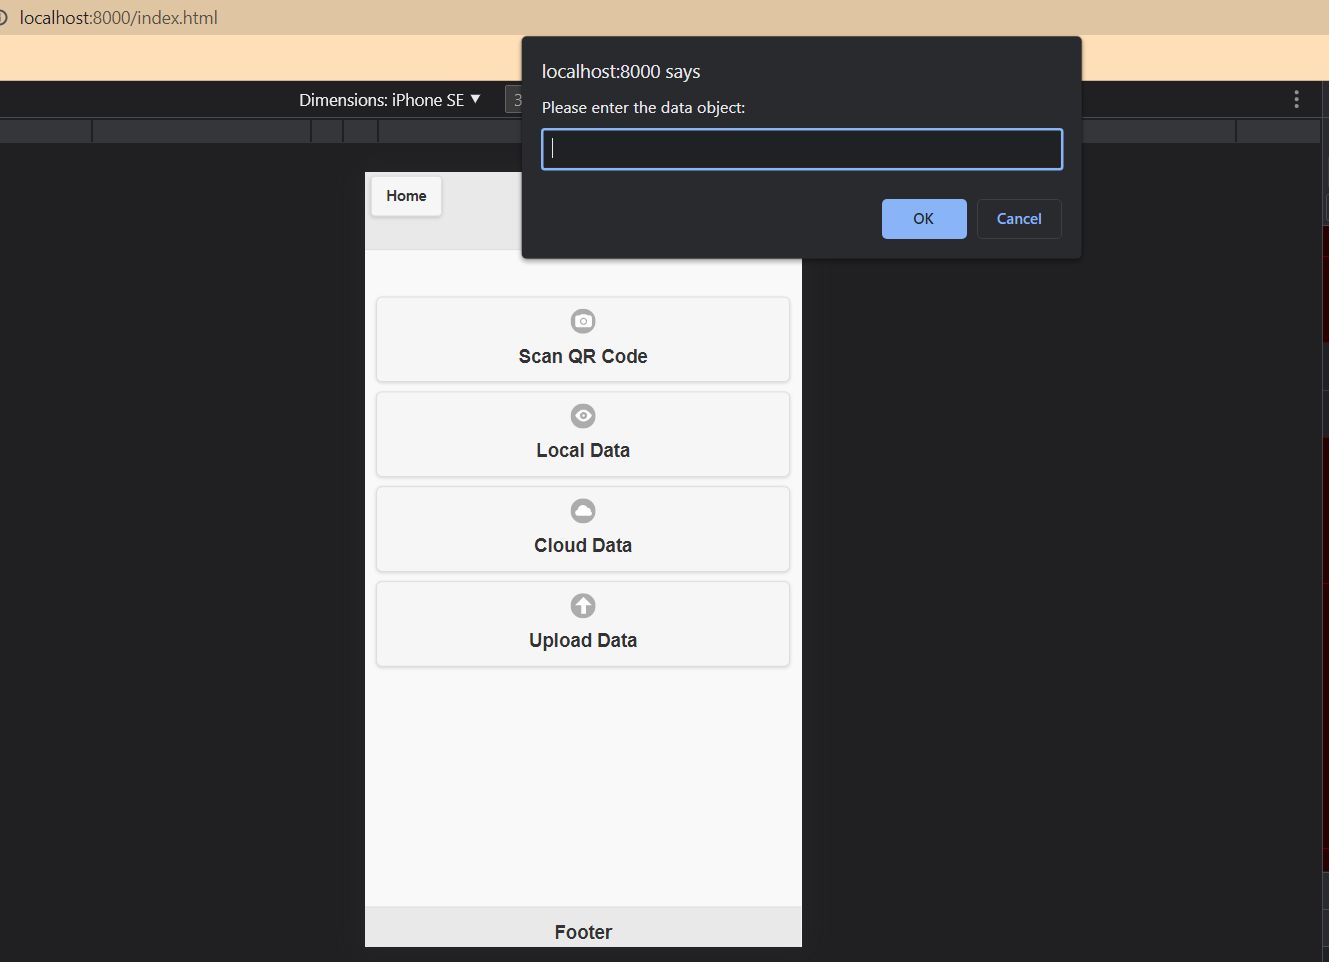 localhost:8000/index.html
localhost:8000 says
Please enter the data object:
OK
Cancel
Dimensions: iPhone SE
3
Home
Scan QR Code
Local Data
Cloud Data
Upload Data
Footer